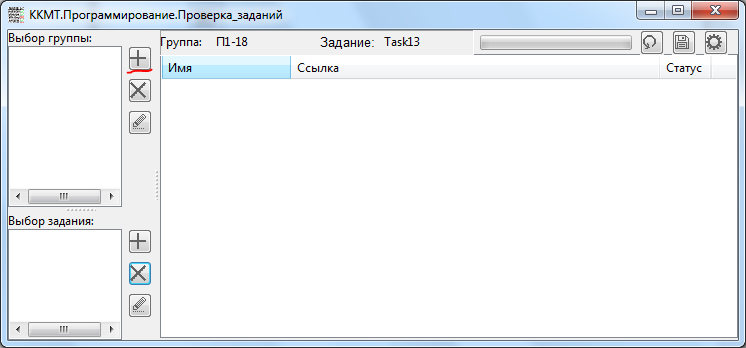 ККМТ.Программирование.Проверка_заданий
Выбор группы:
Группа: П1-18 Задание: Task13
Имя Ссылка Статус
Выбор задания: